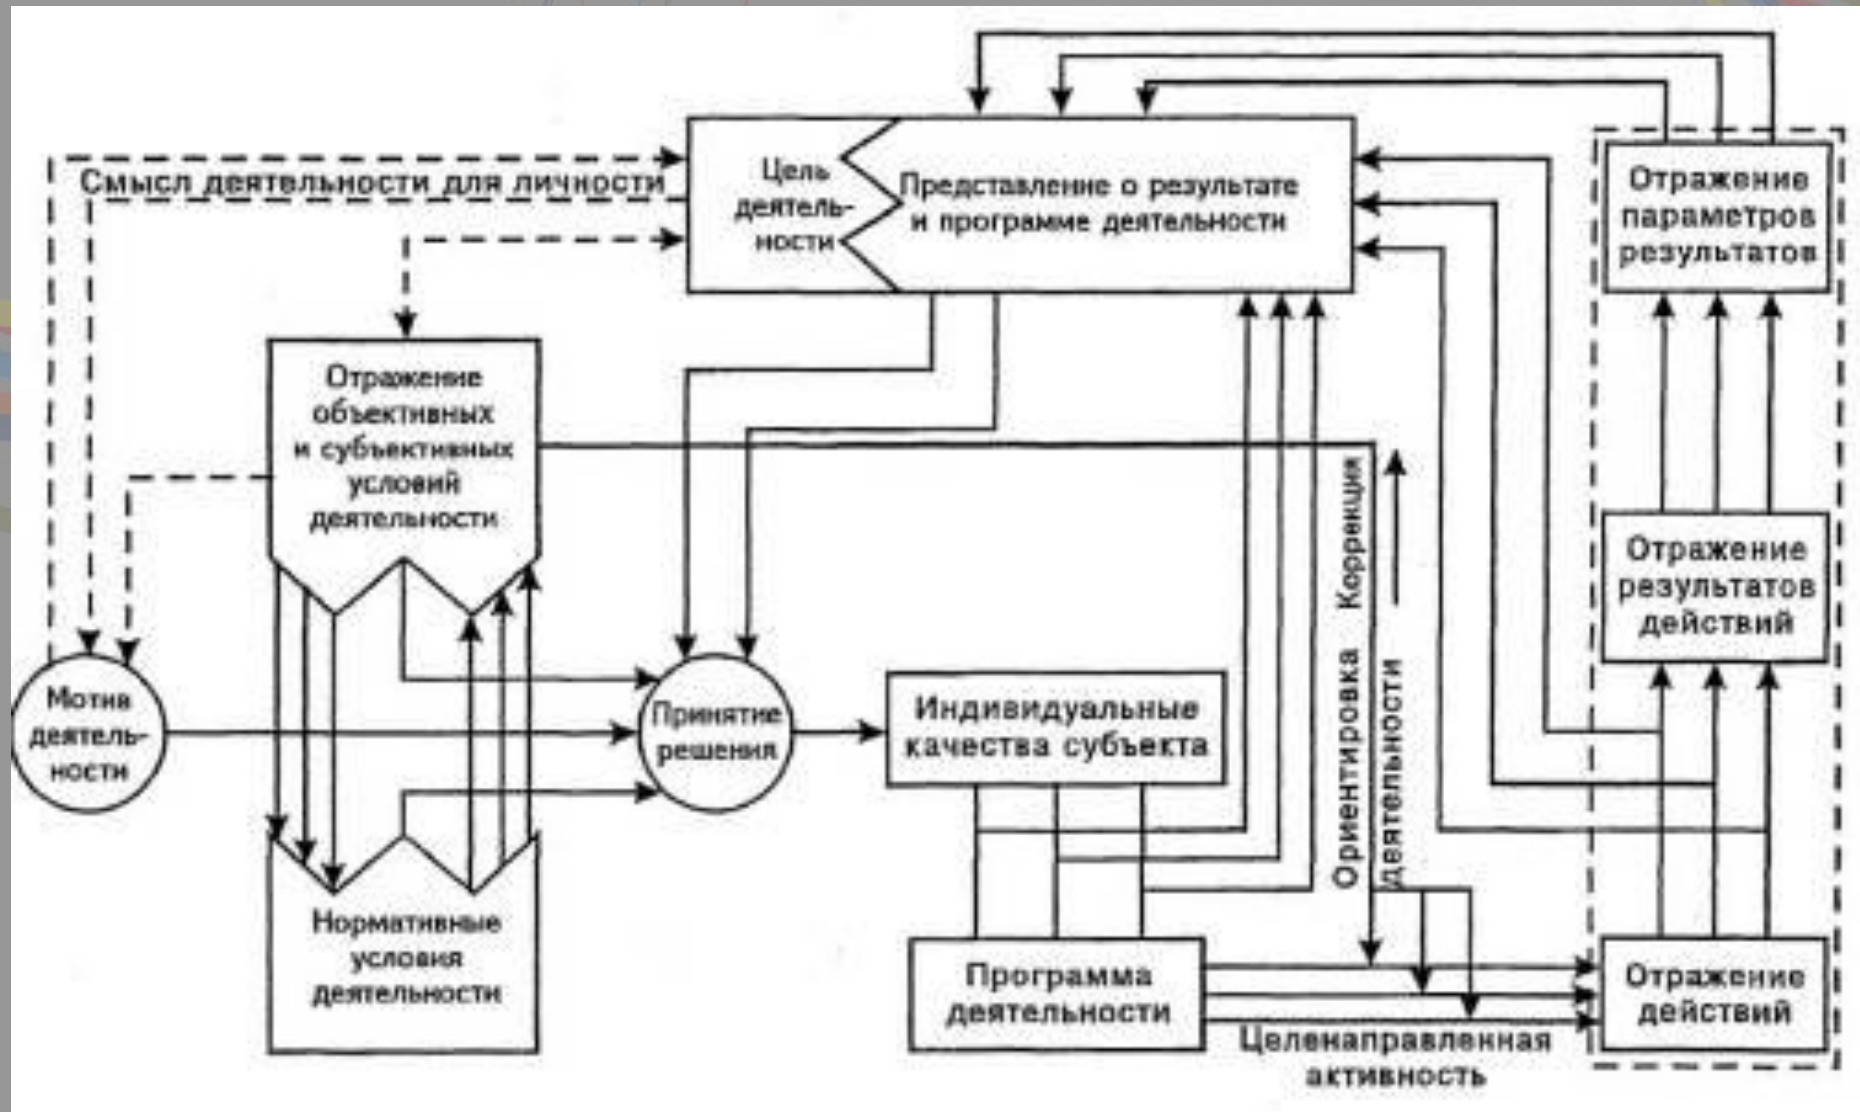 Смысл деятельности для личности
Цель
деятель-
ности
Представление о результате
и программе деятельности
Отражение
параметров
результатов
Отражение
объективных
и субъективных
условий
деятельности
Отражение
результатов
действий
Мотив
деятель-
ности
Принятие
решения
Индивидуальные
качества субъекта
Ориентировка Коррекция
деятельности
Нормативные
условия
деятельности
Программа
деятельности
Целенаправленная
активность
Отражение
действий